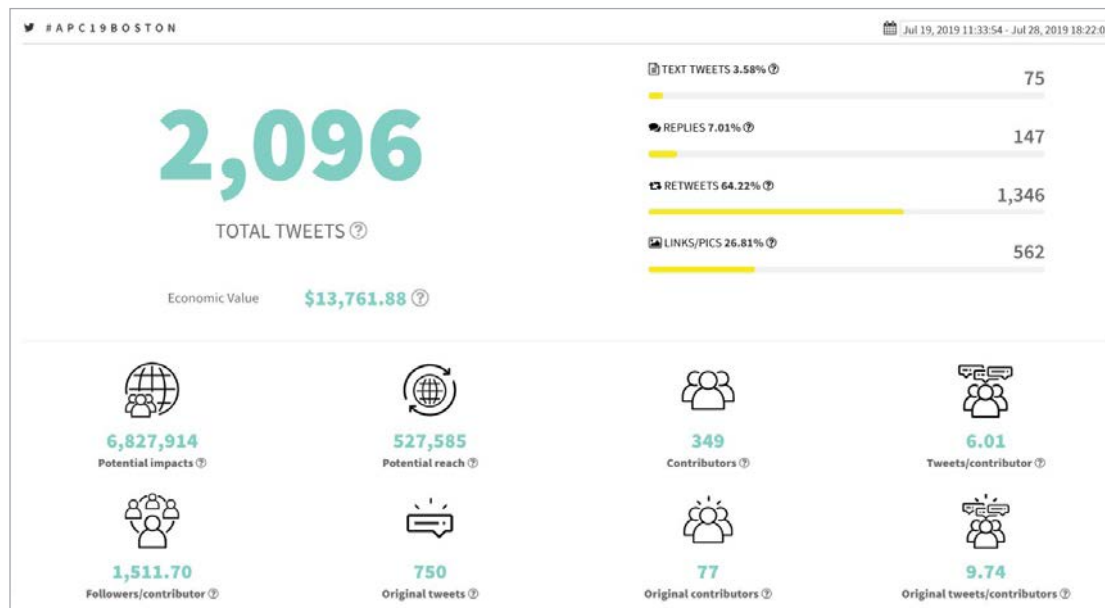 #APC19BOSTON
Jul 19, 2019 11:33:54 - Jul 28, 2019 18:22:0
2,096
TOTAL TWEETS
Economic Value $13,761.88
TEXT TWEETS 3.58% 75
REPLIES 7.01% 147
RETWEETS 64.22% 1,346
LINKS/PICS 26.81% 562
6,827,914
Potential impacts
527,585
Potential reach
349
Contributors
6.01
Tweets/contributor
1,511.70
Followers/contributor
750
Original tweets
77
Original contributors
9.74
Original tweets/contributors